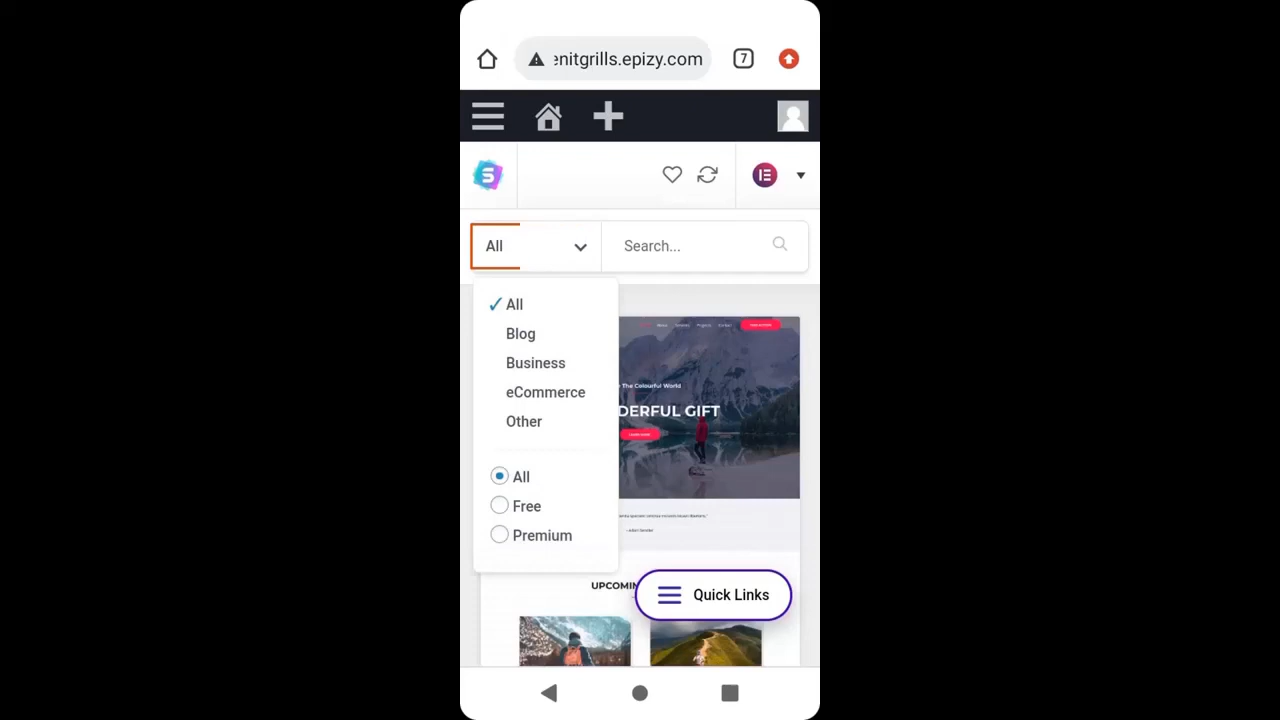 enitgrills.epizy.com
7
All
Search...
All
Blog
Business
eCommerce
Other
All
Free
Premium
The Colourful World
DERFUL GIFT
UPCOMIN
Quick Links